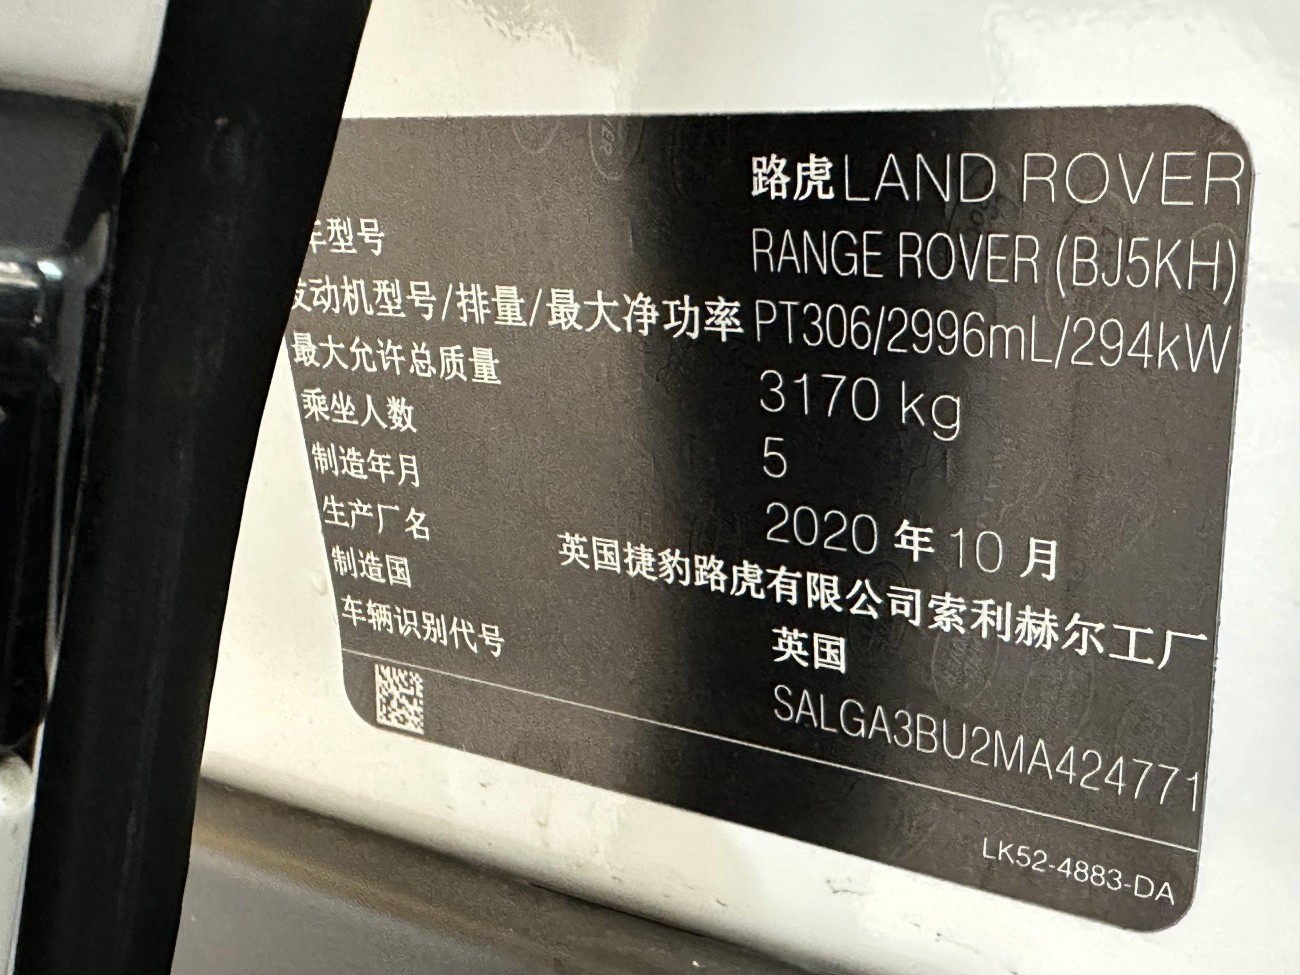 路虎LAND ROVER
车型号 RANGE ROVER (BJ5KH)
发动机型号/排量/最大净功率 PT306/2996mL/294kW
最大允许总质量 3170 kg
乘坐人数 5
制造年月 2020 年 10 月
生产厂名 英国捷豹路虎有限公司索利赫尔工厂
制造国 英国
车辆识别代号 SALGA3BU2MA424771
LK52-4883-DA